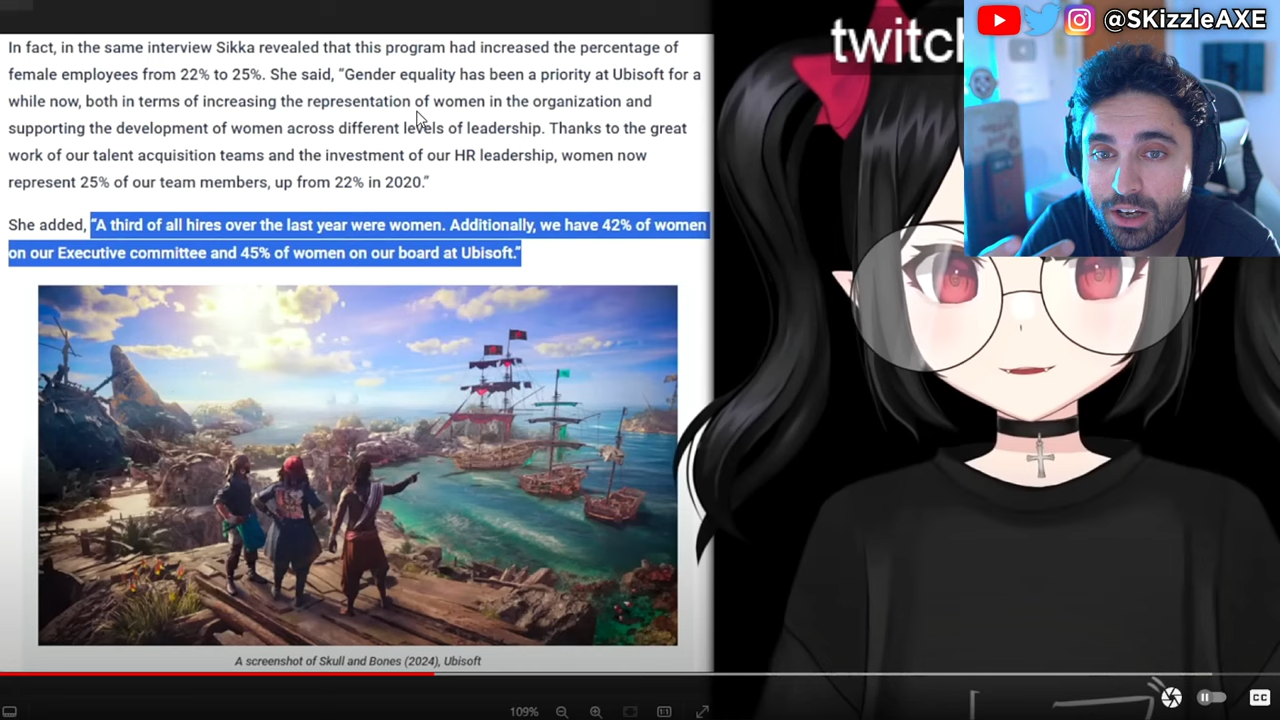 In fact, in the same interview Sikka revealed that this program had increased the percentage of
female employees from 22% to 25%. She said, “Gender equality has been a priority at Ubisoft for a
while now, both in terms of increasing the representation of women in the organization and
supporting the development of women across different levels of leadership. Thanks to the great
work of our talent acquisition teams and the investment of our HR leadership, women now
represent 25% of our team members, up from 22% in 2020.”
She added, “A third of all hires over the last year were women. Additionally, we have 42% of women
on our Executive committee and 45% of women on our board at Ubisoft.”
A screenshot of Skull and Bones (2024), Ubisoft
twitch
@SKizzleAXE
109%
1:1
CC